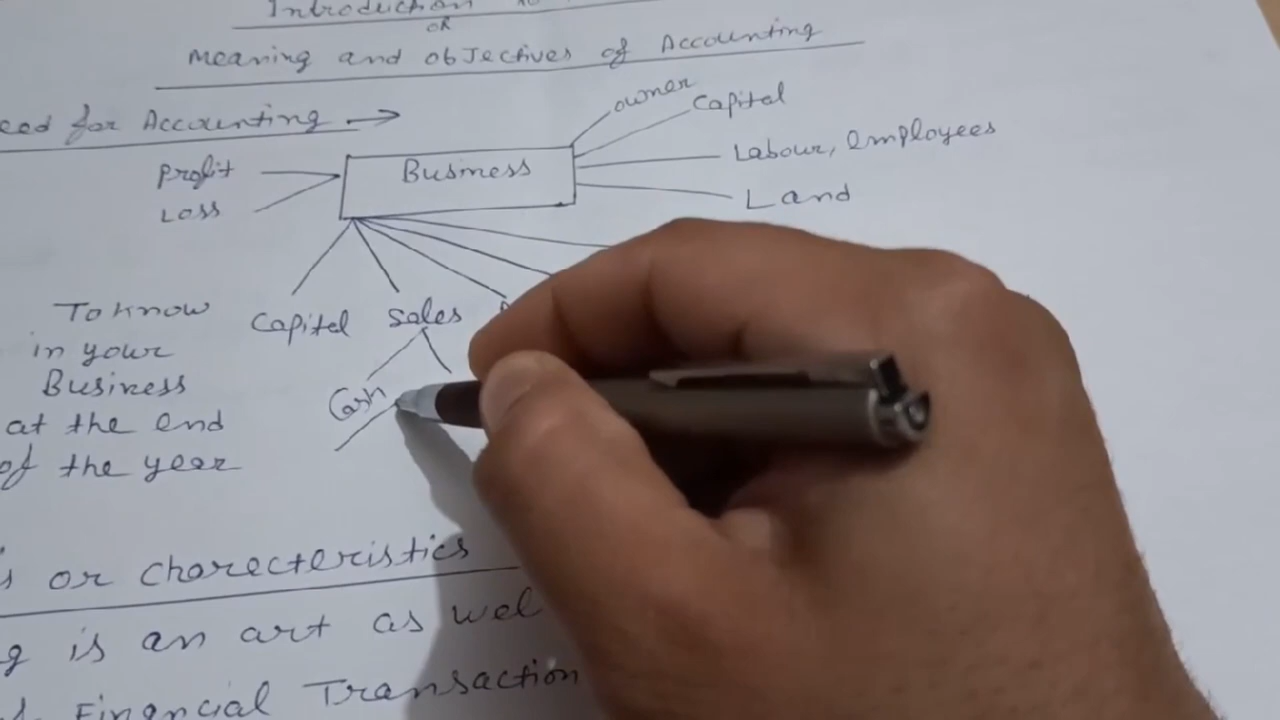 Introduction
OR
Meaning and objectives of Accounting
for Accounting →
owner
Capital
Labour, Employees
Land
Business
Profit
Loss
Capital
Sales
Cash
To Know
in your
Business
at the end
of the year
or charecteristics
is an art as wel
Financial Transaction